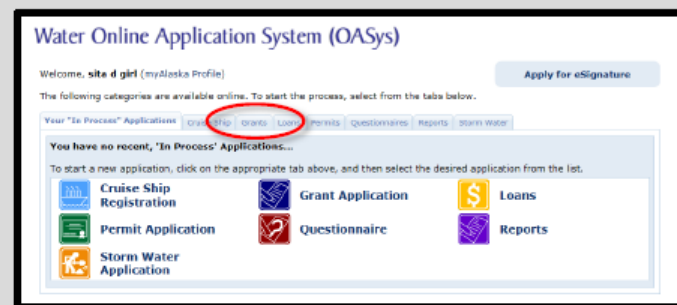 Water Online Application System (OASys)
Welcome, sita d girl (myAlaska Profile)
Apply for eSignature
The following categories are available online. To start the process, select from the tabs below.
Your "In Process" Applications Cruise Ship Grants Loans Permits Questionnaires Reports Storm Water
You have no recent, 'In Process' Applications...
To start a new application, click on the appropriate tab above, and then select the desired application from the list.
Cruise Ship
Registration
Grant Application
Loans
Permit Application
Questionnaire
Reports
Storm Water
Application